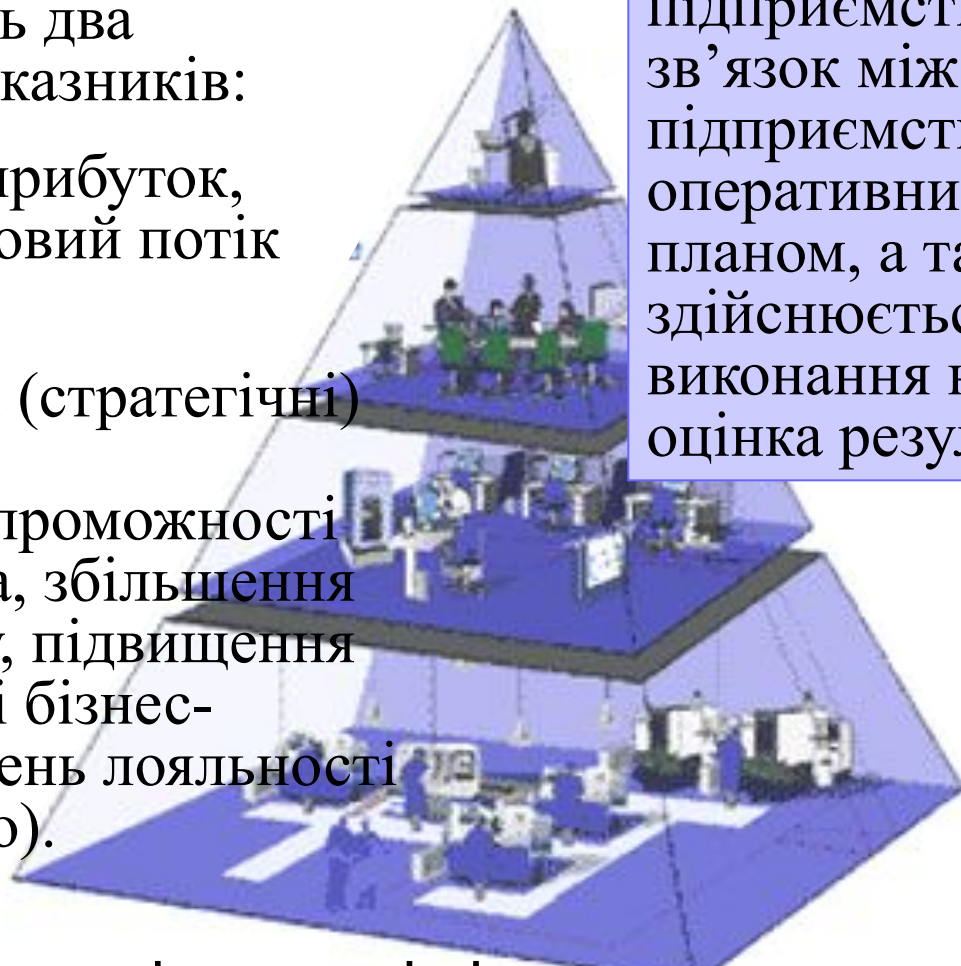 ь два
казників:
прибуток,
овий потік
(стратегічні)
проможності
а, збільшення
у, підвищення
і бізнес-
ень лояльності
о).
підприємст
зв’язок між
підприємст
оперативни
планом, а та
здійснюєтьс
виконання н
оцінка резул